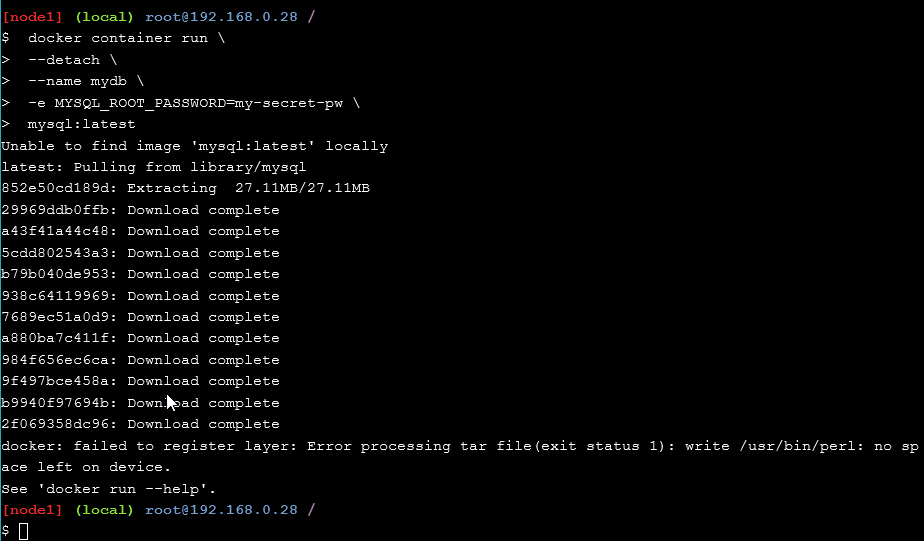 [node1] (local) root@192.168.0.28 /
$  docker container run \
>  --detach \
>  --name mydb \
>  -e MYSQL_ROOT_PASSWORD=my-secret-pw \
>  mysql:latest
Unable to find image 'mysql:latest' locally
latest: Pulling from library/mysql
852e50cd189d: Extracting  27.11MB/27.11MB
29969ddb0ffb: Download complete
a43f41a44c48: Download complete
5cdd802543a3: Download complete
b79b040de953: Download complete
938c64119969: Download complete
7689ec51a0d9: Download complete
a880ba7c411f: Download complete
984f656ec6ca: Download complete
9f497bce458a: Download complete
b9940f97694b: Download complete
2f069358dc96: Download complete
docker: failed to register layer: Error processing tar file(exit status 1): write /usr/bin/perl: no sp
ace left on device.
See 'docker run --help'.
[node1] (local) root@192.168.0.28 /
$